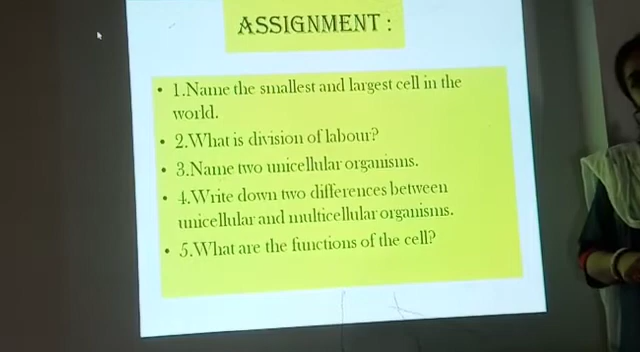 ASSIGNMENT :
• 1.Name the smallest and largest cell in the
world.
• 2.What is division of labour?
• 3.Name two unicellular organisms.
• 4.Write down two differences between
unicellular and multicellular organisms.
• 5.What are the functions of the cell?